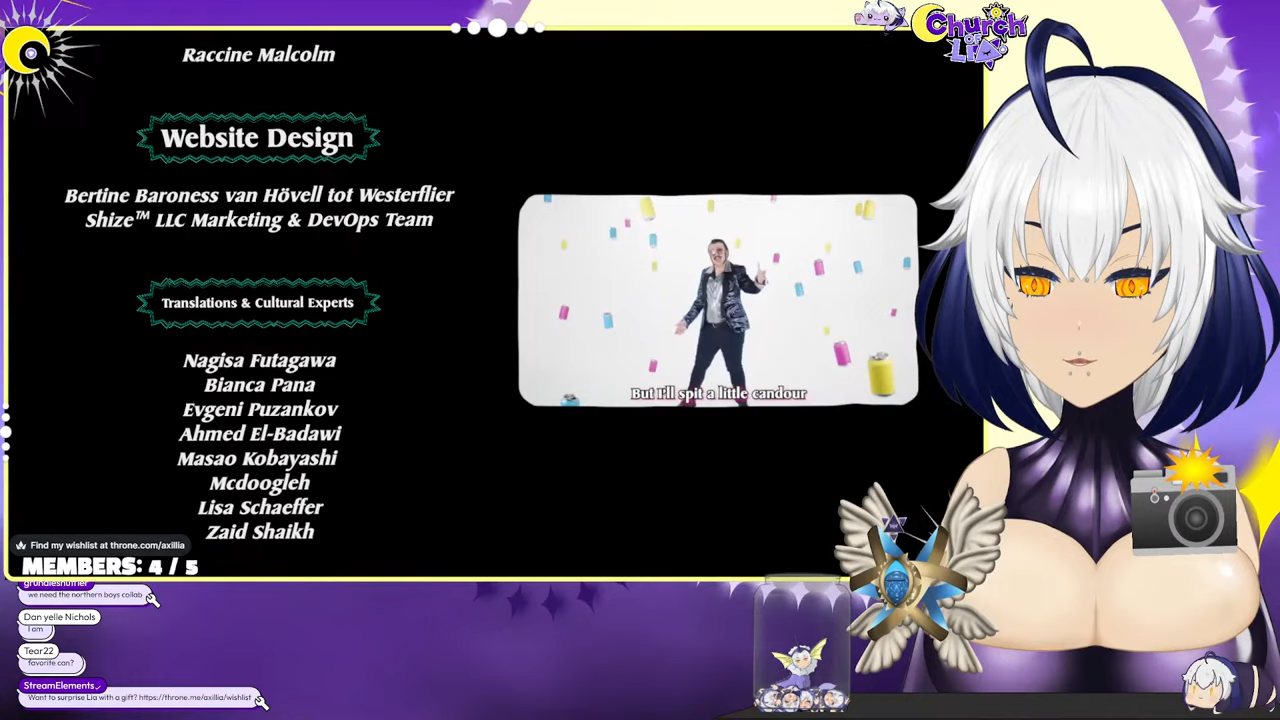 Raccine Malcolm
Church
OF
LIA
Website Design
Bertine Baroness van Hövell tot Westerflier
Shize™ LLC Marketing & DevOps Team
Translations & Cultural Experts
Nagisa Futagawa
Bianca Pana
Evgeni Puzankov
Ahmed El-Badawi
Masao Kobayashi
Mcdoogleh
Lisa Schaeffer
Zaid Shaikh
But I'll spit a little candour
Find my wishlist at throne.com/axillia
MEMBERS: 4 / 5
grundleshuffler
we need the northern boys collab
Dan yelle Nichols
I am
Tear22
favorite can?
StreamElements
Want to surprise Lia with a gift? https://throne.me/axillia/wishlist